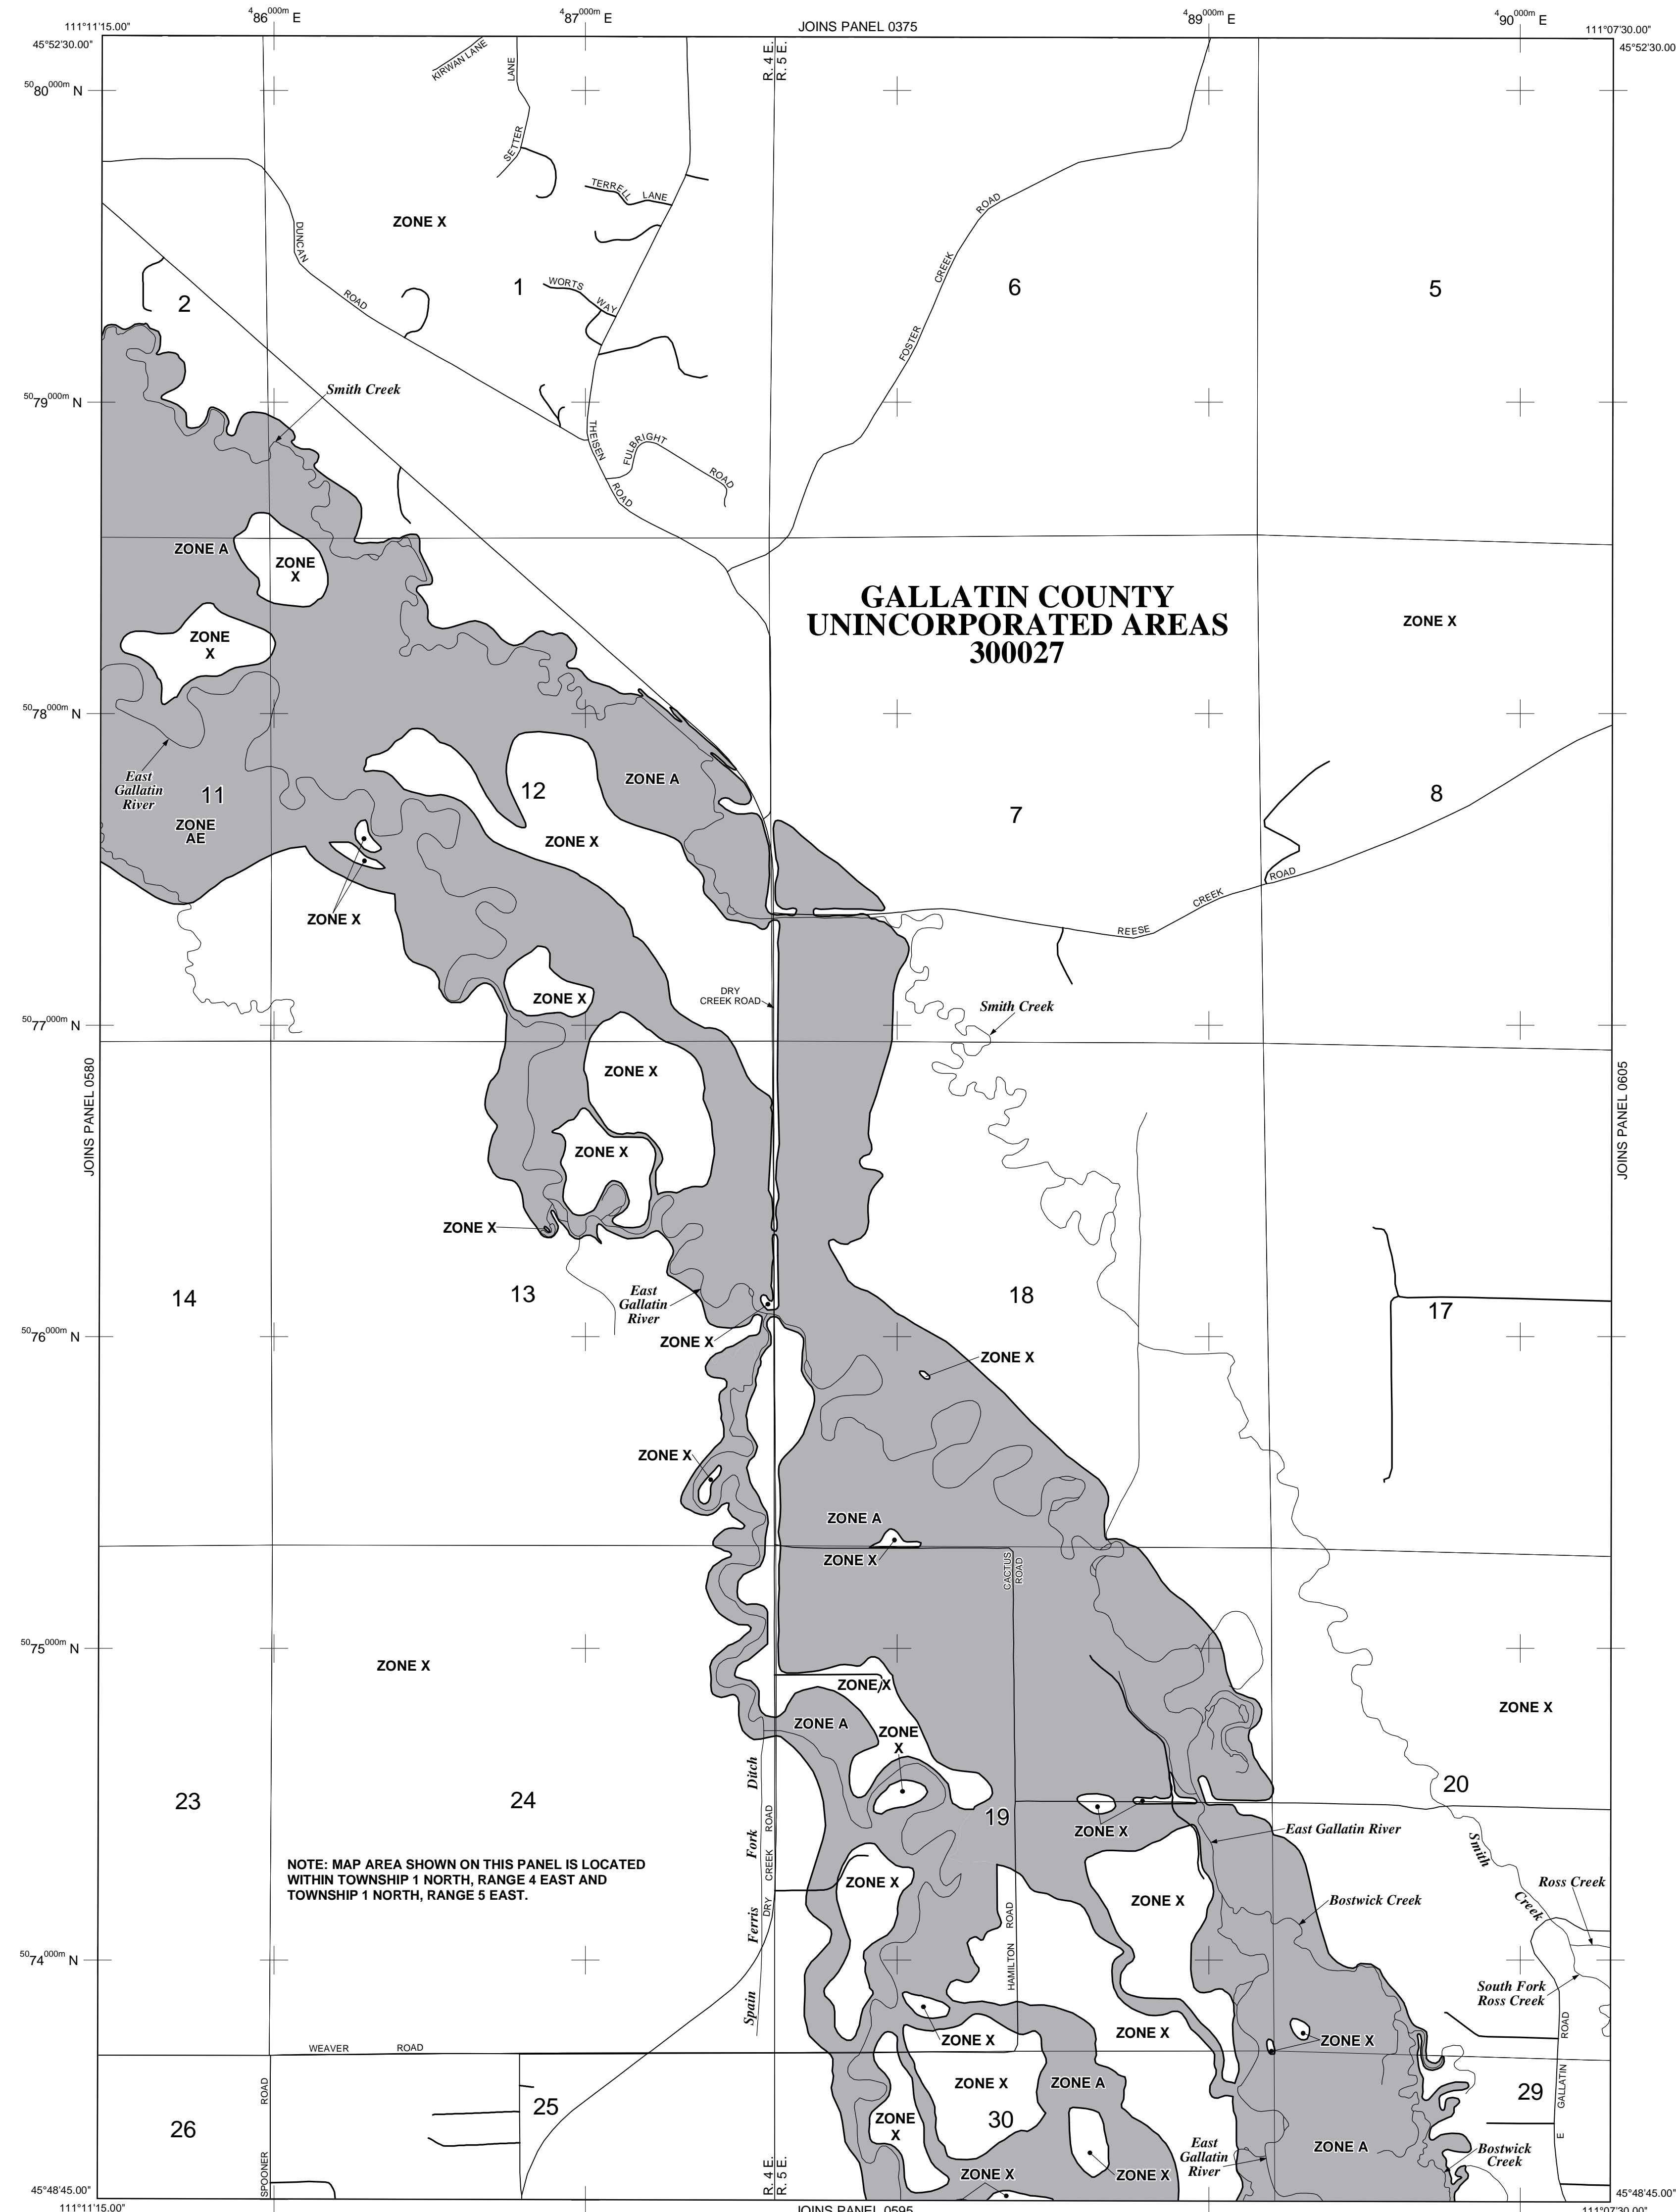 486000m E
487000m E
JOINS PANEL 0375
489000m E
490000m E
111°11'15.00"
111°07'30.00"
45°52'30.00"
45°52'30.00
5080000m N
KIRWAN LANE
LANE
SETTER
R. 4 E.
R. 5 E.
TERRELL LANE
ROAD
ZONE X
DUNCAN
ROAD
CREEK
2
1
WORTS
WAY
6
5
FOSTER
5079000m N
Smith Creek
THEISEN
ROAD
FULBRIGHT
ROAD
ZONE A
ZONE
X
GALLATIN COUNTY
UNINCORPORATED AREAS
300027
ZONE X
ZONE
X
5078000m N
East
Gallatin
River
11
ZONE
AE
12
ZONE A
ZONE X
7
8
ZONE X
REESE
CREEK
ROAD
ZONE X
DRY
CREEK ROAD
Smith Creek
5077000m N
JOINS PANEL 0580
JOINS PANEL 0605
ZONE X
ZONE X
ZONE X
14
13
East
Gallatin
River
18
17
5076000m N
ZONE X
ZONE X
ZONE X
ZONE A
ZONE X
CACTUS
ROAD
5075000m N
ZONE X
ZONE X
ZONE X
ZONE A
ZONE
X
23
24
Spain Ferris Fork Ditch
DRY CREEK ROAD
19
20
ZONE X
East Gallatin River
Smith
Creek
NOTE: MAP AREA SHOWN ON THIS PANEL IS LOCATED
WITHIN TOWNSHIP 1 NORTH, RANGE 4 EAST AND
TOWNSHIP 1 NORTH, RANGE 5 EAST.
ZONE X
ZONE X
Bostwick Creek
Ross Creek
HAMILTON ROAD
5074000m N
South Fork
Ross Creek
WEAVER ROAD
ZONE X
ZONE X
ZONE X
SPOONER ROAD
26
25
ZONE X
ZONE A
29
E GALLATIN ROAD
ZONE
X
30
East
Gallatin
River
ZONE A
Bostwick
Creek
ZONE X
ZONE X
R. 4 E.
R. 5 E.
45°48'45.00"
45°48'45.00"
111°11'15.00"
JOINS PANEL 0595
111°07'30.00"